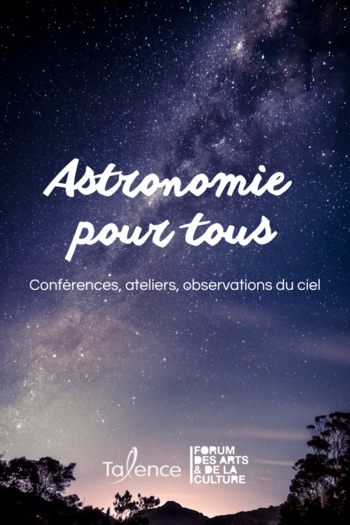 Astronomie
pour tous
Conférences, ateliers, observations du ciel
Talence
FORUM
DES ARTS
& DE LA
CULTURE